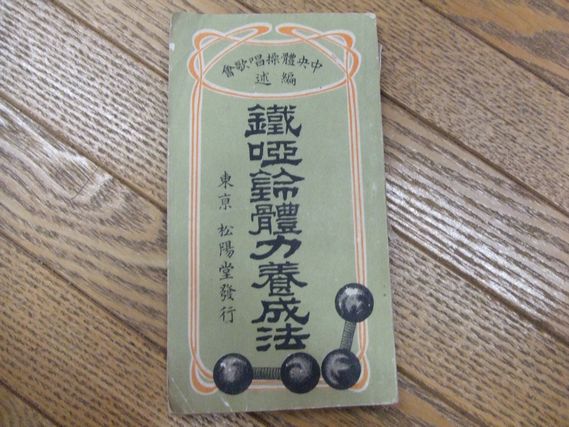 中央體操唱歌會
編述
鐵啞鈴體力養成法
東京 松陽堂發行